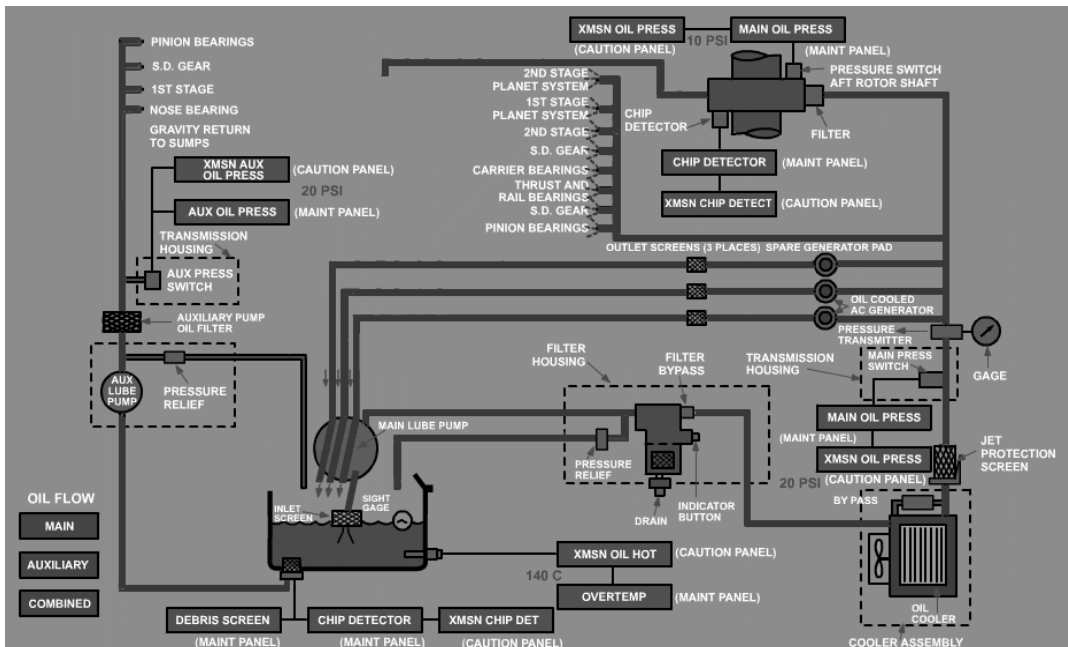 PINION BEARINGS
S.D. GEAR
1ST STAGE
NOSE BEARING
GRAVITY RETURN
TO SUMPS
XMSN AUX
OIL PRESS
(CAUTION PANEL)
20 PSI
AUX OIL PRESS
(MAINT PANEL)
TRANSMISSION
HOUSING
AUX PRESS
SWITCH
AUXILIARY PUMP
OIL FILTER
AUX
LUBE
PUMP
PRESSURE
RELIEF
OIL FLOW
MAIN
AUXILIARY
COMBINED
XMSN OIL PRESS
(CAUTION PANEL)
10 PSI
MAIN OIL PRESS
(MAINT PANEL)
PRESSURE SWITCH
AFT ROTOR SHAFT
FILTER
CHIP
DETECTOR
CHIP DETECTOR
(MAINT PANEL)
XMSN CHIP DETECT
(CAUTION PANEL)
2ND STAGE
PLANET SYSTEM
1ST STAGE
PLANET SYSTEM
2ND STAGE
S.D. GEAR
CARRIER BEARINGS
THRUST AND
RAIL BEARINGS
S.D. GEAR
PINION BEARINGS
OUTLET SCREENS (3 PLACES)
SPARE GENERATOR PAD
OIL COOLED
AC GENERATOR
PRESSURE
TRANSMITTER
GAGE
FILTER
HOUSING
FILTER
BYPASS
TRANSMISSION
HOUSING
MAIN PRESS
SWITCH
MAIN OIL PRESS
(MAINT PANEL)
XMSN OIL PRESS
(CAUTION PANEL)
20 PSI
JET
PROTECTION
SCREEN
MAIN LUBE PUMP
PRESSURE
RELIEF
DRAIN
INDICATOR
BUTTON
BY PASS
OIL
COOLER
COOLER ASSEMBLY
INLET
SCREEN
SIGHT
GAGE
XMSN OIL HOT
(CAUTION PANEL)
140 C
OVERTEMP
(MAINT PANEL)
DEBRIS SCREEN
(MAINT PANEL)
CHIP DETECTOR
(MAINT PANEL)
XMSN CHIP DET
(CAUTION PANEL)